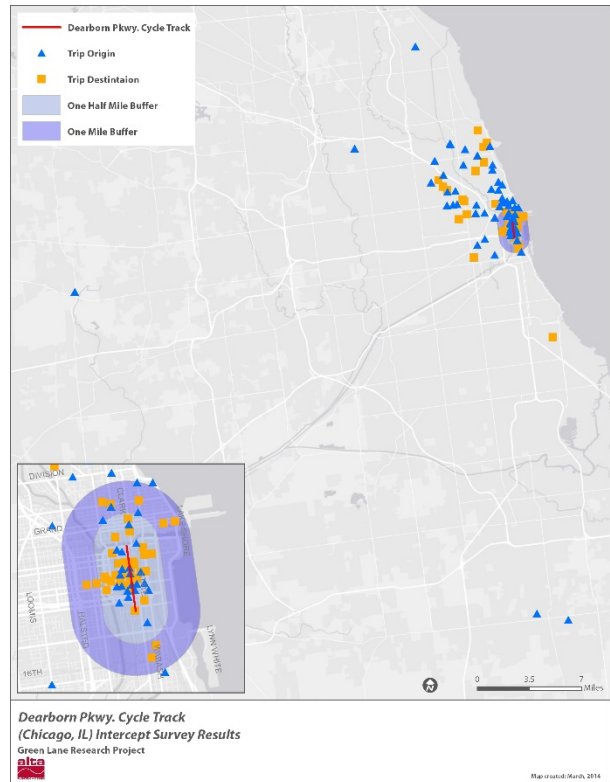 Dearborn Pkwy. Cycle Track
Trip Origin
Trip Destintaion
One Half Mile Buffer
One Mile Buffer
DIVISION
CLARK
GRAND
LOOMIS
HALSTED
LYNN WHITE
16TH
N
0 3.5 7
Miles
Dearborn Pkwy. Cycle Track
(Chicago, IL) Intercept Survey Results
Green Lane Research Project
alta
Map created: March, 2014